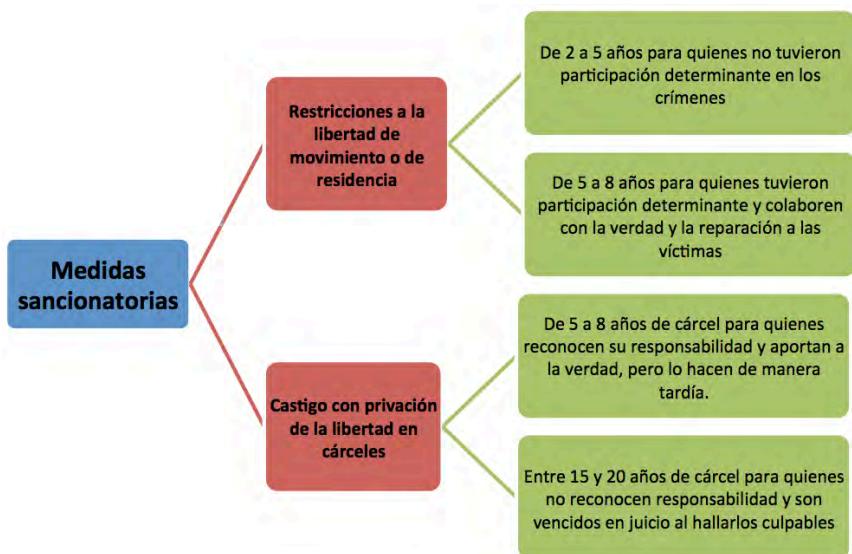 Medidas
sancionatorias
Restricciones a la
libertad de
movimiento o de
residencia
De 2 a 5 años para quienes no tuvieron
participación determinante en los
crímenes
De 5 a 8 años para quienes tuvieron
participación determinante y colaboren
con la verdad y la reparación a las
víctimas
Castigo con privación
de la libertad en
cárceles
De 5 a 8 años de cárcel para quienes
reconocen su responsabilidad y aportan a
la verdad, pero lo hacen de manera
tardía.
Entre 15 y 20 años de cárcel para quienes
no reconocen responsabilidad y son
vencidos en juicio al hallarlos culpables